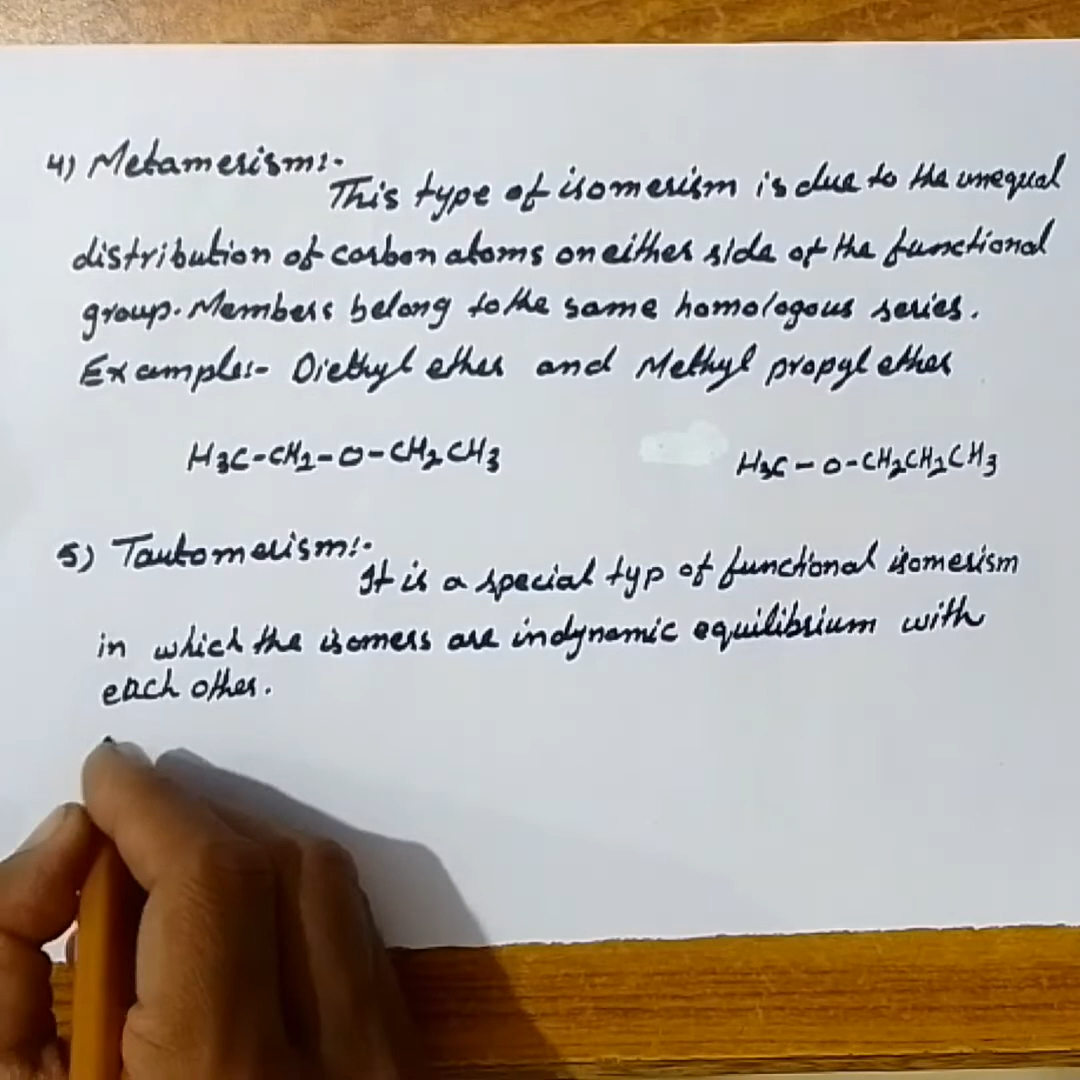 4) Metamerism:-
This type of isomerism is due to the unequal
distribution of carbon atoms on either side of the functional
group. Members belong to the same homologous series.
Example:- Diethyl ether and Methyl propyl ether
H3C-CH2-O-CH2CH3 H3C-O-CH2CH2CH3
5) Tautomerism:-
It is a special typ of functional isomerism
in which the isomers are in dynamic equilibrium with
each other.